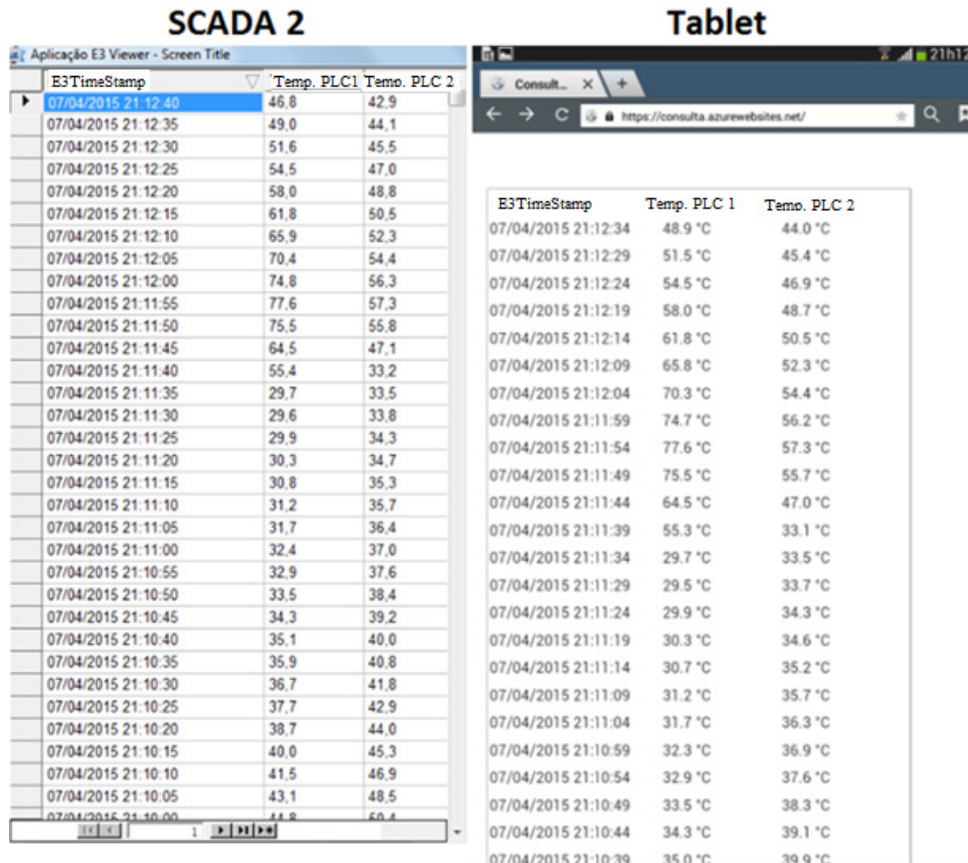 SCADA 2
Aplicação E3 Viewer - Screen Title
E3TimeStamp Temp. PLC1 Temp. PLC 2
07/04/2015 21:12:40 46,8 42,9
07/04/2015 21:12:35 49,0 44,1
07/04/2015 21:12:30 51,6 45,5
07/04/2015 21:12:25 54,5 47,0
07/04/2015 21:12:20 58,0 48,8
07/04/2015 21:12:15 61,8 50,5
07/04/2015 21:12:10 65,9 52,3
07/04/2015 21:12:05 70,4 54,4
07/04/2015 21:12:00 74,8 56,3
07/04/2015 21:11:55 77,6 57,3
07/04/2015 21:11:50 75,5 55,8
07/04/2015 21:11:45 64,5 47,1
07/04/2015 21:11:40 55,4 33,2
07/04/2015 21:11:35 29,7 33,5
07/04/2015 21:11:30 29,6 33,8
07/04/2015 21:11:25 29,9 34,3
07/04/2015 21:11:20 30,3 34,7
07/04/2015 21:11:15 30,8 35,3
07/04/2015 21:11:10 31,2 35,7
07/04/2015 21:11:05 31,7 36,4
07/04/2015 21:11:00 32,4 37,0
07/04/2015 21:10:55 32,9 37,6
07/04/2015 21:10:50 33,5 38,4
07/04/2015 21:10:45 34,3 39,2
07/04/2015 21:10:40 35,1 40,0
07/04/2015 21:10:35 35,9 40,8
07/04/2015 21:10:30 36,7 41,8
07/04/2015 21:10:25 37,7 42,9
07/04/2015 21:10:20 38,7 44,0
07/04/2015 21:10:15 40,0 45,3
07/04/2015 21:10:10 41,5 46,9
07/04/2015 21:10:05 43,1 48,5
07/04/2015 21:10:00 44,8
1
Tablet
21h12
Consult...
https://consulta.azurewebsites.net/
E3TimeStamp Temp. PLC 1 Temp. PLC 2
07/04/2015 21:12:34 48.9 °C 44.0 °C
07/04/2015 21:12:29 51.5 °C 45.4 °C
07/04/2015 21:12:24 54.5 °C 46.9 °C
07/04/2015 21:12:19 58.0 °C 48.7 °C
07/04/2015 21:12:14 61.8 °C 50.5 °C
07/04/2015 21:12:09 65.8 °C 52.3 °C
07/04/2015 21:12:04 70.3 °C 54.4 °C
07/04/2015 21:11:59 74.7 °C 56.2 °C
07/04/2015 21:11:54 77.6 °C 57.3 °C
07/04/2015 21:11:49 75.5 °C 55.7 °C
07/04/2015 21:11:44 64.5 °C 47.0 °C
07/04/2015 21:11:39 55.3 °C 33.1 °C
07/04/2015 21:11:34 29.7 °C 33.5 °C
07/04/2015 21:11:29 29.5 °C 33.7 °C
07/04/2015 21:11:24 29.9 °C 34.3 °C
07/04/2015 21:11:19 30.3 °C 34.6 °C
07/04/2015 21:11:14 30.7 °C 35.2 °C
07/04/2015 21:11:09 31.2 °C 35.7 °C
07/04/2015 21:11:04 31.7 °C 36.3 °C
07/04/2015 21:10:59 32.3 °C 36.9 °C
07/04/2015 21:10:54 32.9 °C 37.6 °C
07/04/2015 21:10:49 33.5 °C 38.3 °C
07/04/2015 21:10:44 34.3 °C 39.1 °C
07/04/2015 21:10:39 35.0 °C 39.9 °C